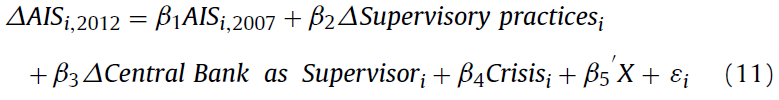 ΔAIS_{i,2012} = β_1AIS_{i,2007} + β_2ΔSupervisory practices_i
+ β_3ΔCentral Bank as Supervisor_i + β_4Crisis_i + β_5′X + ε_i (11)